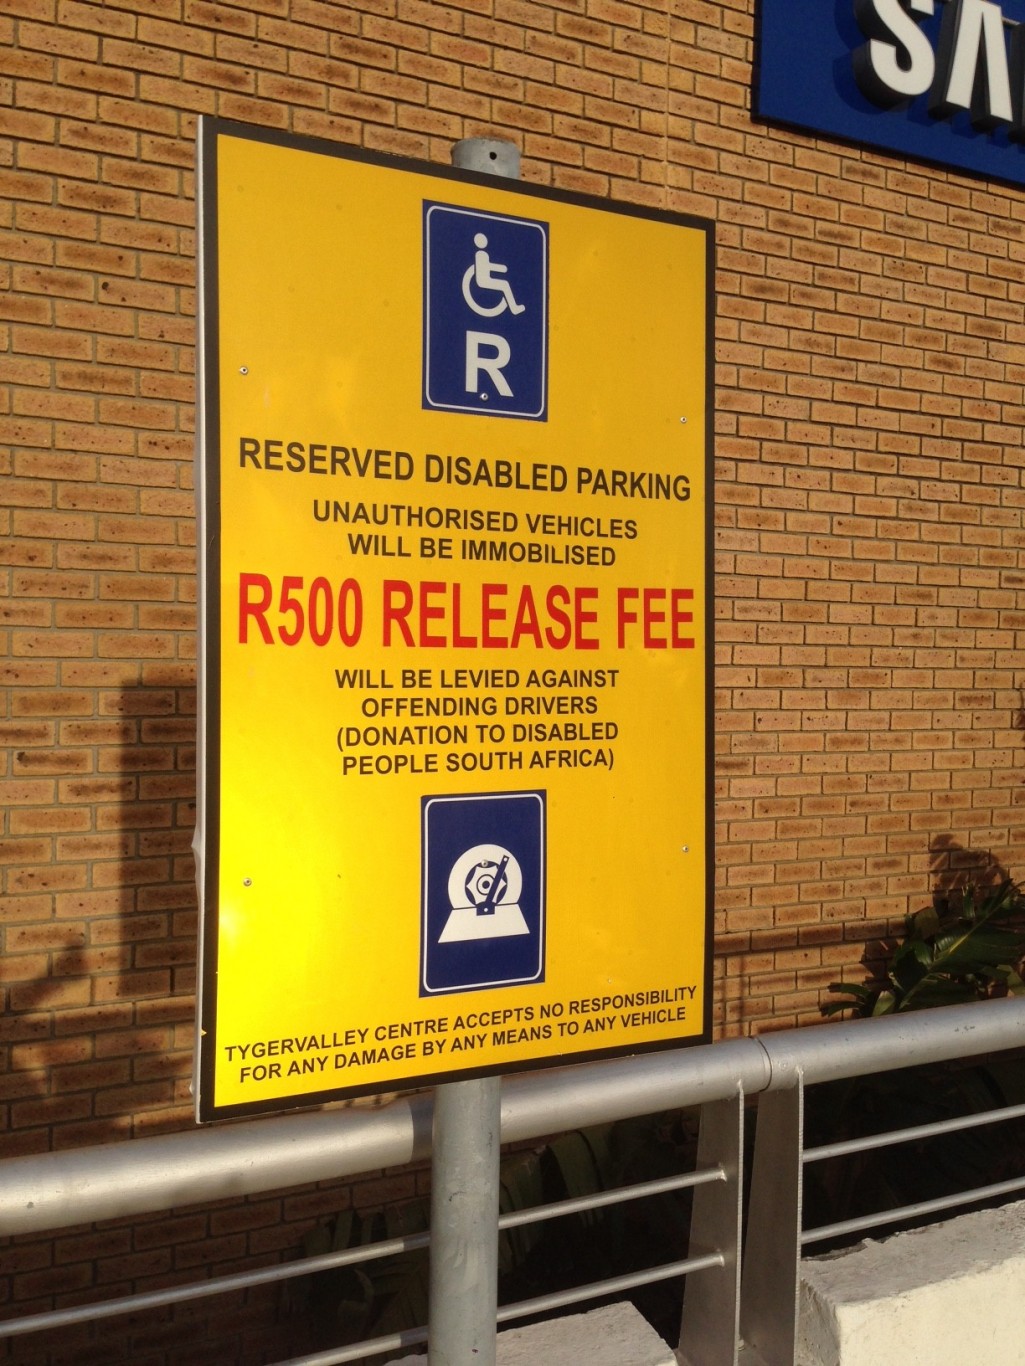 SA
R
RESERVED DISABLED PARKING
UNAUTHORISED VEHICLES
WILL BE IMMOBILISED
R500 RELEASE FEE
WILL BE LEVIED AGAINST
OFFENDING DRIVERS
(DONATION TO DISABLED
PEOPLE SOUTH AFRICA)
TYGERVALLEY CENTRE ACCEPTS NO RESPONSIBILITY
FOR ANY DAMAGE BY ANY MEANS TO ANY VEHICLE